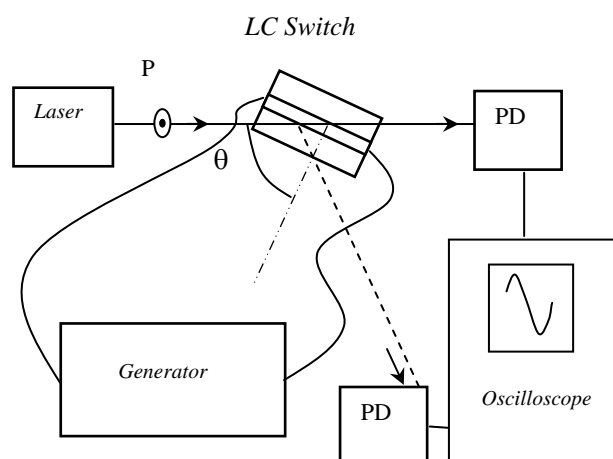 LC Switch
P
Laser
PD
θ
Generator
PD
Oscilloscope